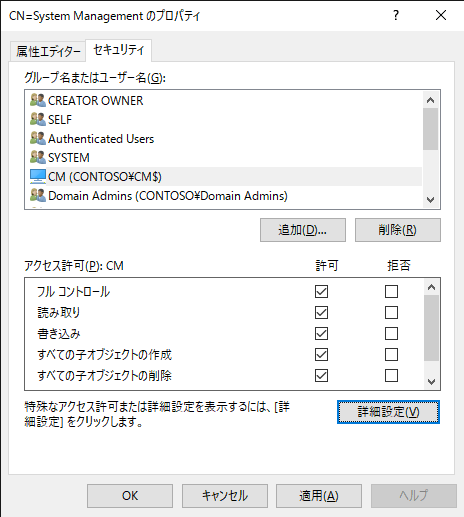 CN=System Management のプロパティ
属性エディター
セキュリティ
グループ名またはユーザー名(G):
CREATOR OWNER
SELF
Authenticated Users
SYSTEM
CM (CONTOSO¥CM$)
Domain Admins (CONTOSO¥Domain Admins)
追加(D)...
削除(R)
アクセス許可(P): CM
許可
拒否
フル コントロール
読み取り
書き込み
すべての子オブジェクトの作成
すべての子オブジェクトの削除
特殊なアクセス許可または詳細設定を表示するには、[詳
細設定] をクリックします。
詳細設定(V)
OK
キャンセル
適用(A)
ヘルプ